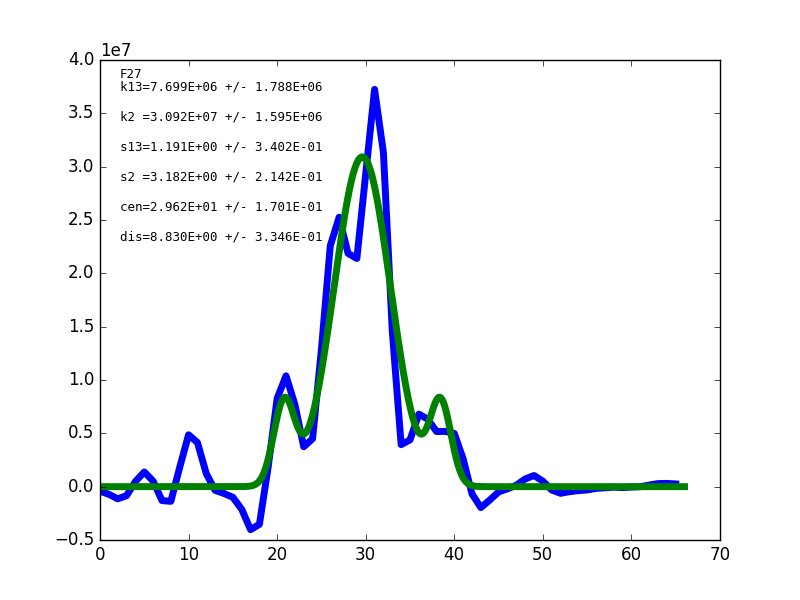 1e7
4.0
3.5
3.0
2.5
2.0
1.5
1.0
0.5
0.0
−0.5
F27
k13=7.699E+06 +/- 1.788E+06
k2 =3.092E+07 +/- 1.595E+06
s13=1.191E+00 +/- 3.402E-01
s2 =3.182E+00 +/- 2.142E-01
cen=2.962E+01 +/- 1.701E-01
dis=8.830E+00 +/- 3.346E-01
0 10 20 30 40 50 60 70